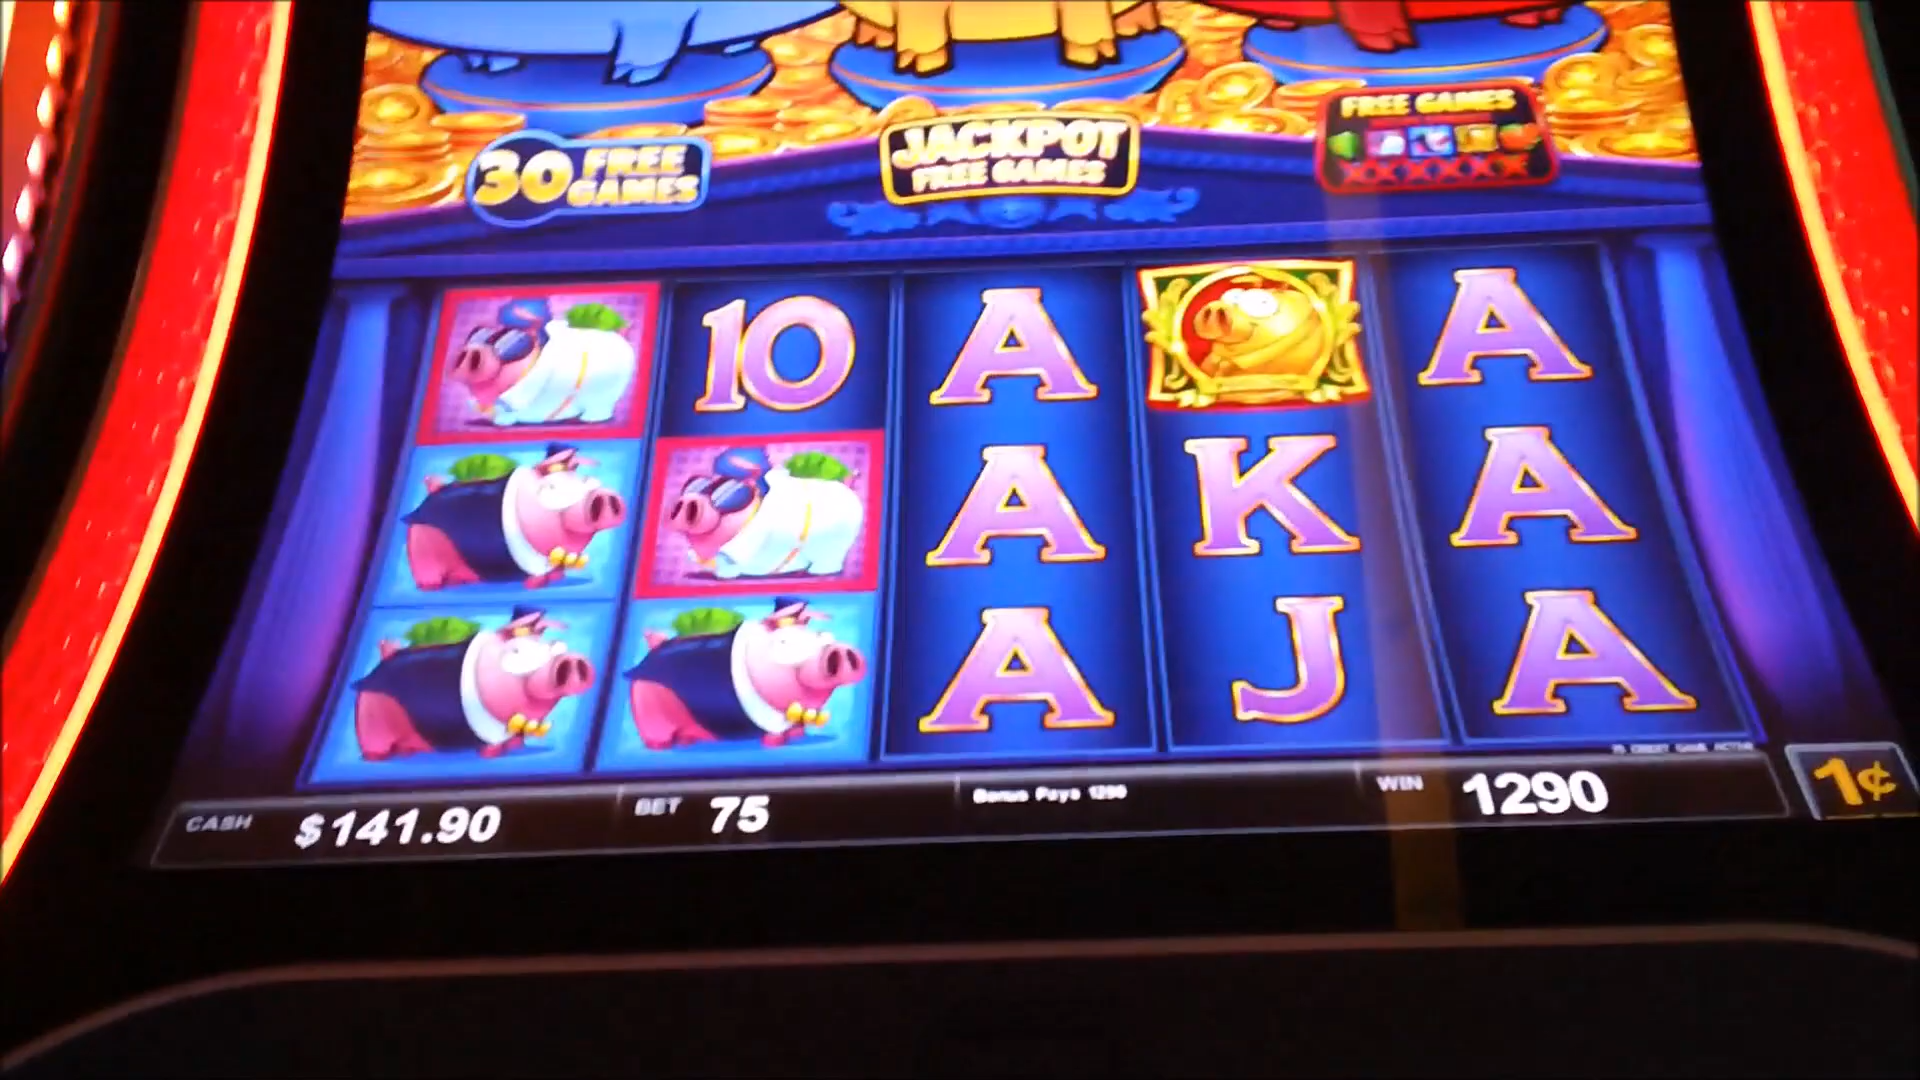 30 FREE GAMES
JACKPOT
FREE GAMES
FREE GAMES
XXXXXX
10 A A
A K A
A J A
CASH $141.90 BET 75 Bonus Pays 1290 WIN 1290 1¢